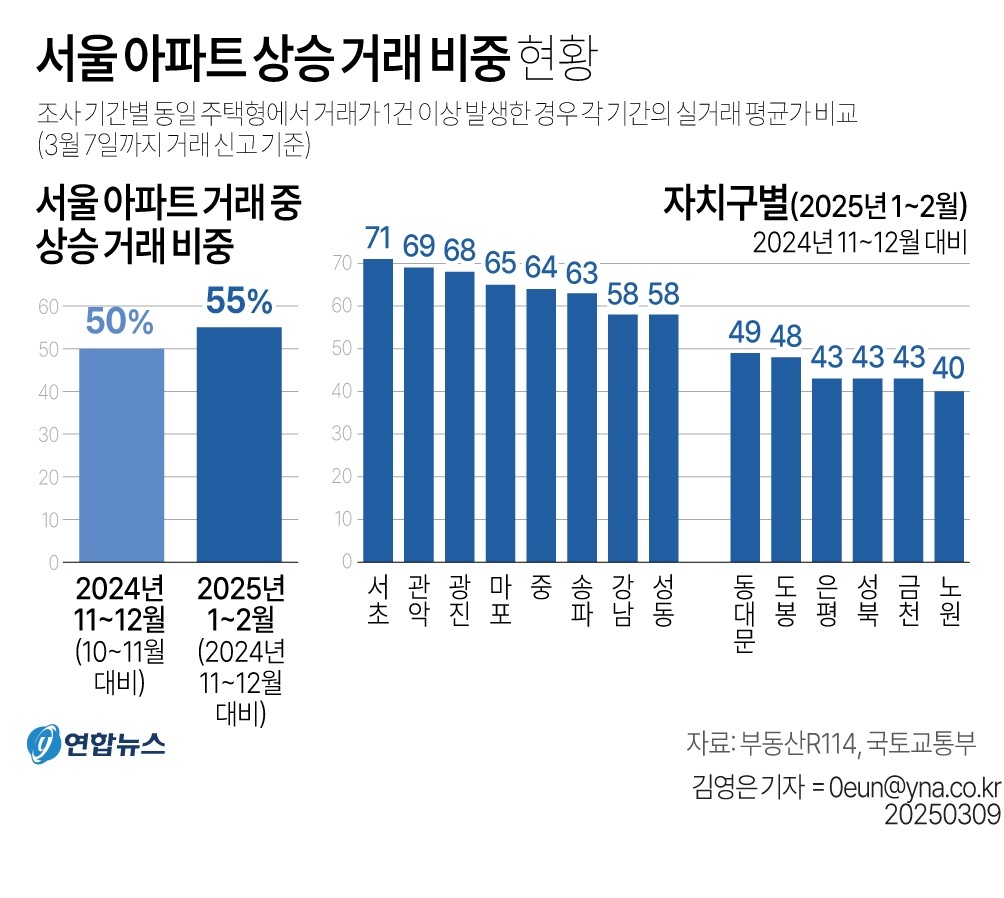 서울 아파트 상승 거래 비중 현황
조사 기간별 동일 주택형에서 거래가 1건 이상 발생한 경우 각 기간의 실거래 평균가 비교
(3월 7일까지 거래 신고 기준)
서울 아파트 거래 중
상승 거래 비중
60
50
40
30
20
10
0
50%
55%
2024년
11~12월
(10~11월
대비)
2025년
1~2월
(2024년
11~12월
대비)
자치구별(2025년 1~2월)
2024년 11~12월 대비
70
60
50
40
30
20
10
0
71
69
68
65
64
63
58
58
49
48
43
43
43
40
서초
관악
광진
마포
중
송파
강남
성동
동대문
도봉
은평
성북
금천
노원
y 연합뉴스
자료: 부동산R114, 국토교통부
김영은 기자 = 0eun@yna.co.kr
20250309